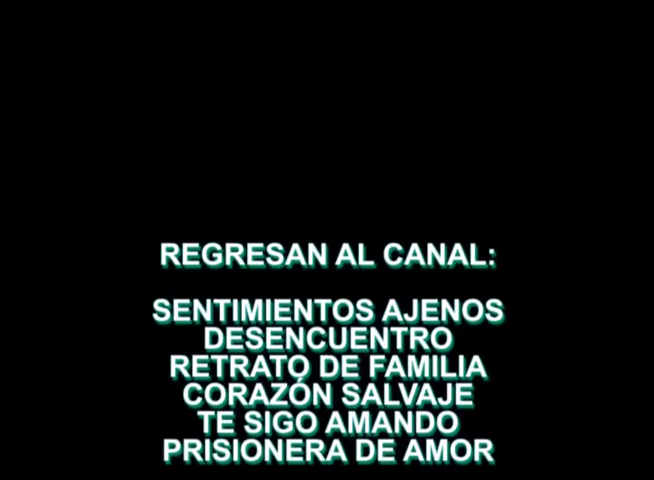 REGRESAN AL CANAL:
SENTIMIENTOS AJENOS
DESENCUENTRO
RETRATO DE FAMILIA
CORAZÓN SALVAJE
TE SIGO AMANDO
PRISIONERA DE AMOR